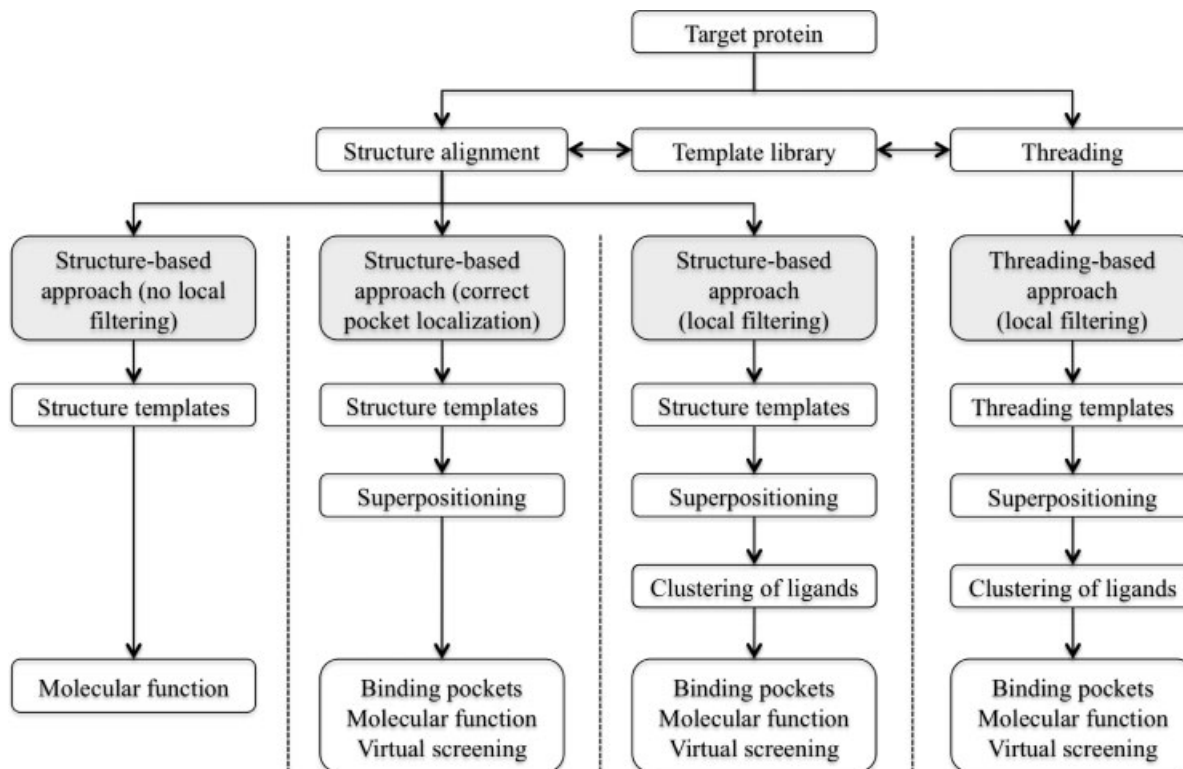 Target protein
Structure alignment
Template library
Threading
Structure-based
approach (no local
filtering)
Structure-based
approach (correct
pocket localization)
Structure-based
approach
(local filtering)
Threading-based
approach
(local filtering)
Structure templates
Structure templates
Structure templates
Threading templates
Superpositioning
Superpositioning
Superpositioning
Clustering of ligands
Clustering of ligands
Molecular function
Binding pockets
Molecular function
Virtual screening
Binding pockets
Molecular function
Virtual screening
Binding pockets
Molecular function
Virtual screening